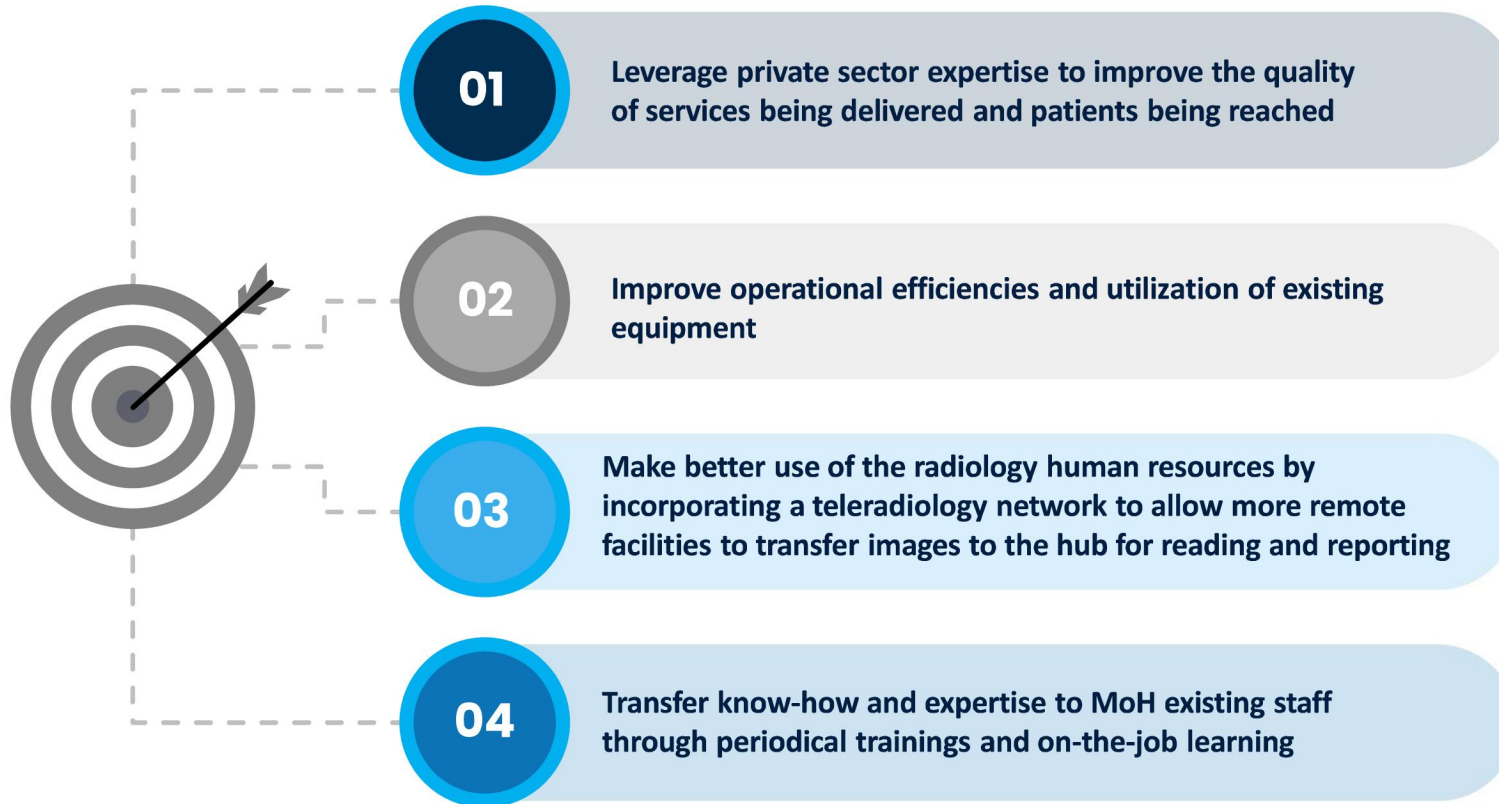 01
Leverage private sector expertise to improve the quality
of services being delivered and patients being reached
02
Improve operational efficiencies and utilization of existing
equipment
03
Make better use of the radiology human resources by
incorporating a teleradiology network to allow more remote
facilities to transfer images to the hub for reading and reporting
04
Transfer know-how and expertise to MoH existing staff
through periodical trainings and on-the-job learning